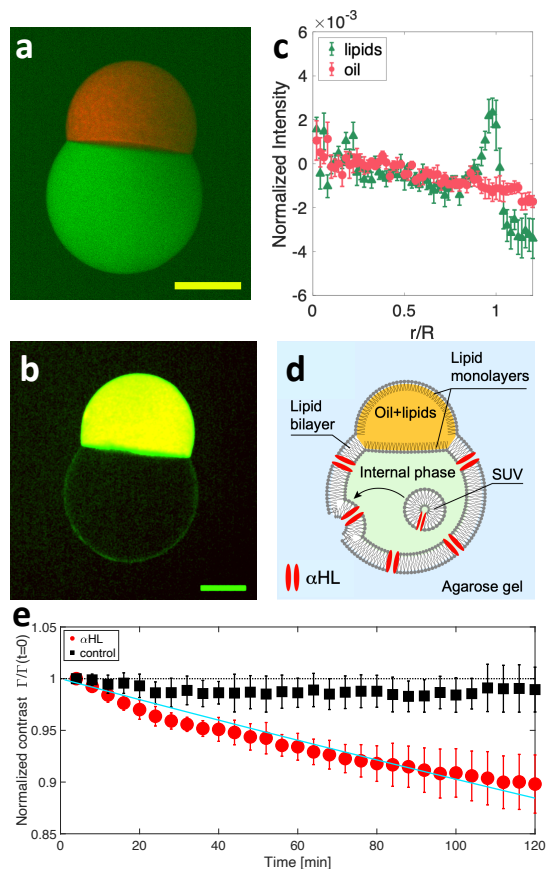 a
c
×10⁻³
lipids
oil
6
4
2
0
-2
-4
-6
Normalized Intensity
0
0.5
1
r/R
b
d
Lipid
monolayers
Lipid
bilayer
Oil+lipids
Internal phase
SUV
αHL
Agarose gel
e
αHL
control
1.05
1
0.95
0.9
0.85
Normalized contrast Γ/Γ(t=0)
0
20
40
60
80
100
120
Time [min]